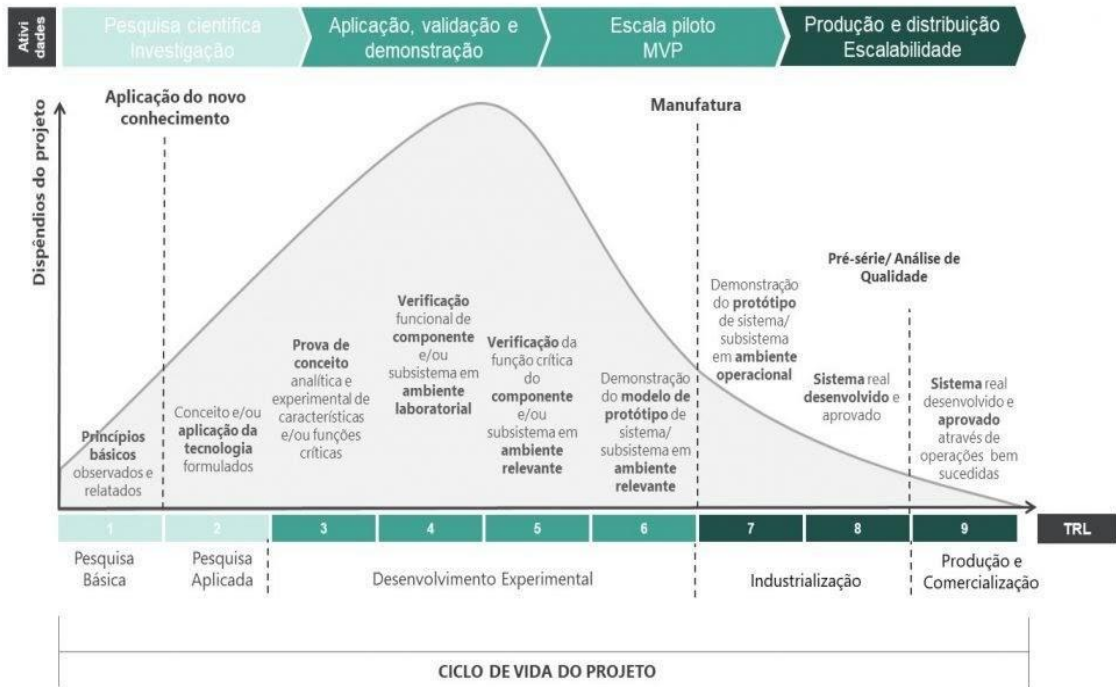 Ativi
dades
Pesquisa científica
Investigação
Aplicação, validação e
demonstração
Escala piloto
MVP
Produção e distribuição
Escalabilidade
Dispêndios do projeto
Aplicação do novo
conhecimento
Manufatura
Pré-série/ Análise de
Qualidade
Princípios
básicos
observados e
relatados
Conceito e/ou
aplicação da
tecnologia
formulados
Prova de
conceito
analítica e
experimental de
características
e/ou funções
críticas
Verificação
funcional de
componente
e/ou
subsistema em
ambiente
laboratorial
Verificação da
função crítica
do
componente
e/ou
subsistema em
ambiente
relevante
Demonstração
do modelo de
protótipo de
sistema/
subsistema em
ambiente
relevante
Demonstração
do protótipo
de sistema/
subsistema
em ambiente
operacional
Sistema real
desenvolvido e
aprovado
Sistema real
desenvolvido e
aprovado
através de
operações bem
sucedidas
1
2
3
4
5
6
7
8
9
TRL
Pesquisa
Básica
Pesquisa
Aplicada
Desenvolvimento Experimental
Industrialização
Produção e
Comercialização
CICLO DE VIDA DO PROJETO